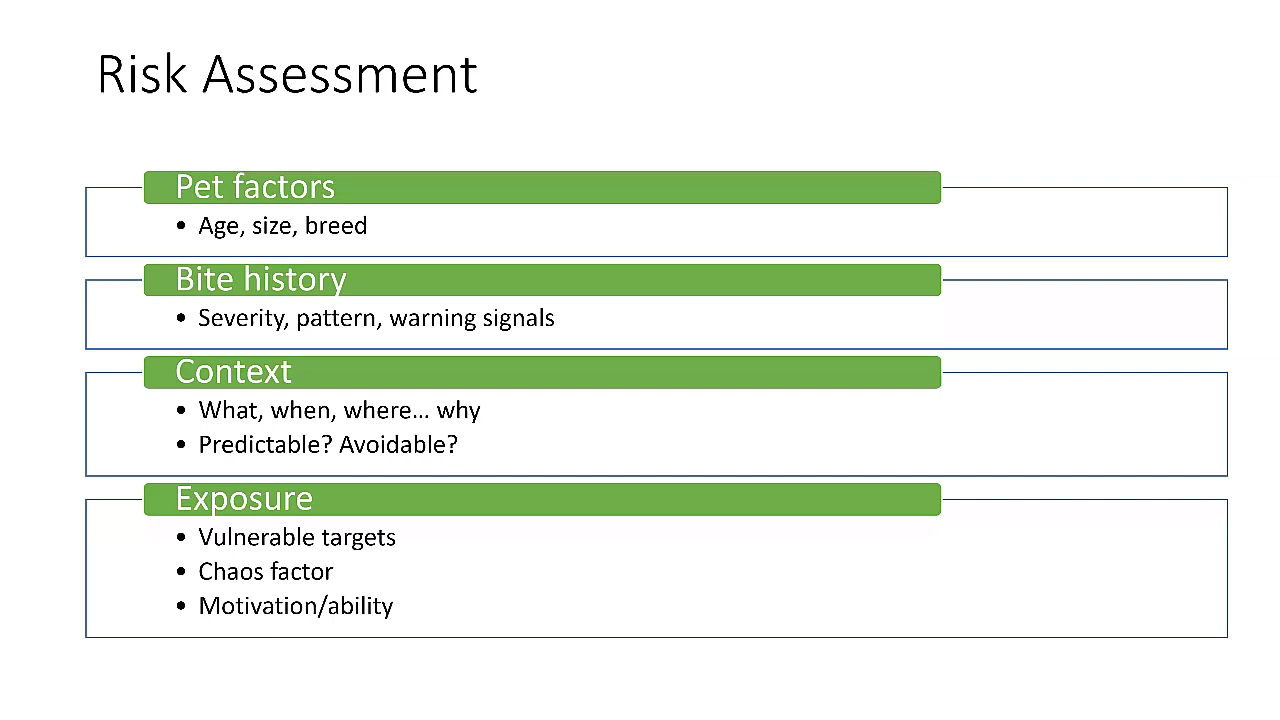 Risk Assessment
Pet factors
• Age, size, breed
Bite history
• Severity, pattern, warning signals
Context
• What, when, where... why
• Predictable? Avoidable?
Exposure
• Vulnerable targets
• Chaos factor
• Motivation/ability